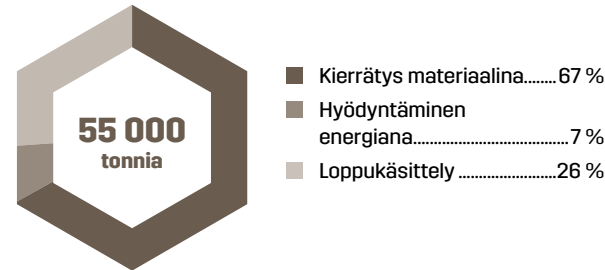 55 000
tonnia
Kierrätys materiaalina........67 %
Hyödyntäminen
energiana.....................................7 %
Loppukäsittely .......................26 %